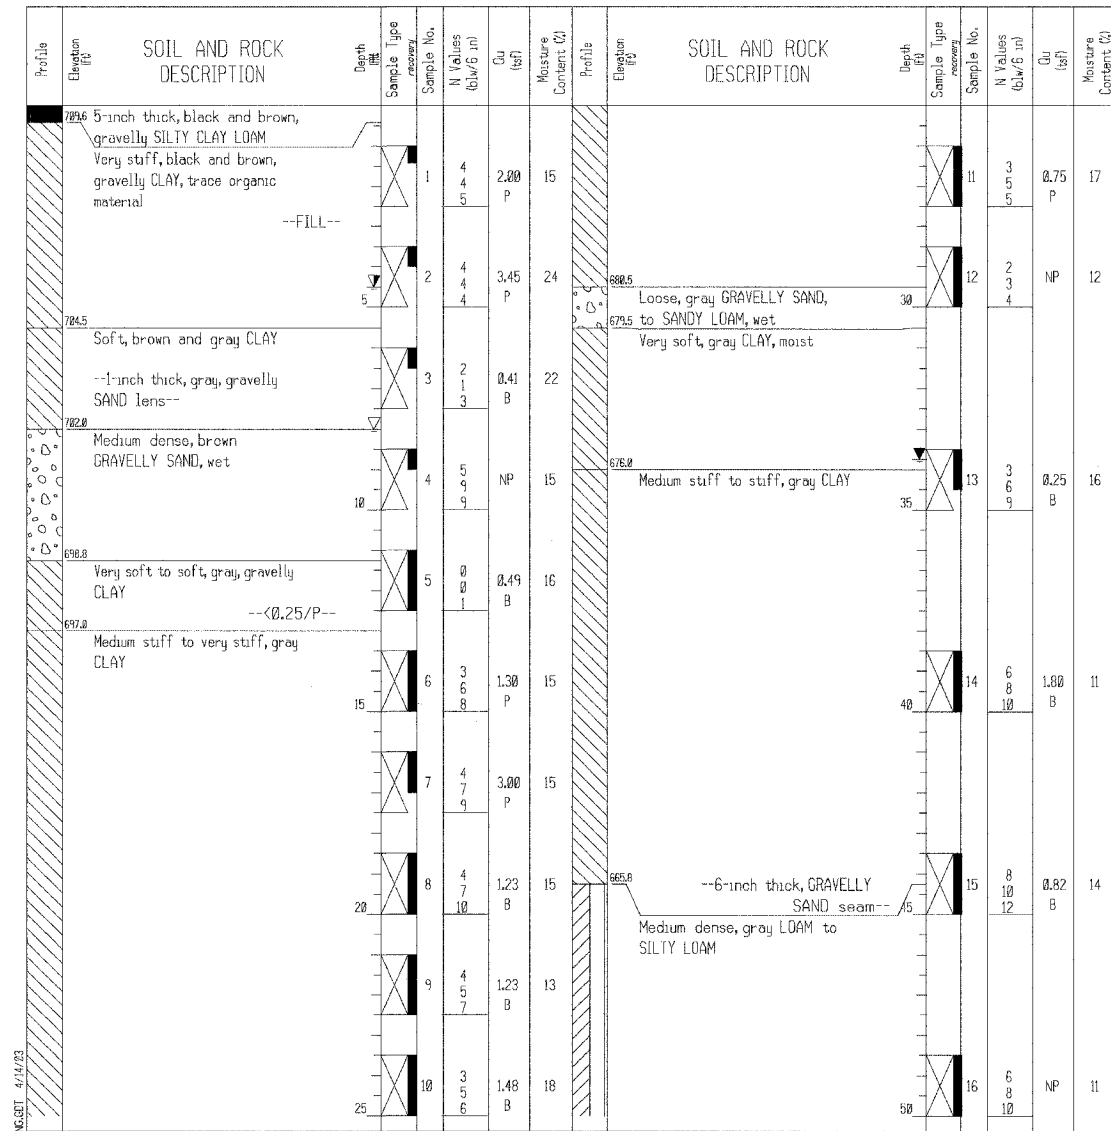 Profile
Elevation (ft)
SOIL AND ROCK
DESCRIPTION
Depth (ft)
Sample Type
recovery
Sample No.
N Values
(blw/6 in)
Qu
(tsf)
Moisture
Content (%)
Profile
Elevation (ft)
SOIL AND ROCK
DESCRIPTION
Depth (ft)
Sample Type
recovery
Sample No.
N Values
(blw/6 in)
Qu
(tsf)
Moisture
Content (%)
709.6 5-inch thick, black and brown,
gravelly SILTY CLAY LOAM
Very stiff, black and brown,
gravelly CLAY, trace organic
material
--FILL--
1 4 4 5 2.00 P 15
2 4 4 4 3.45 P 24
5
704.5
Soft, brown and gray CLAY
--1-inch thick, gray, gravelly
SAND lens--
3 2 1 3 0.41 B 22
702.0
Medium dense, brown
GRAVELLY SAND, wet
4 5 9 9 NP 15
10
698.8
Very soft to soft, gray, gravelly
CLAY
--<0.25/P--
5 0 0 1 0.49 B 16
697.0
Medium stiff to very stiff, gray
CLAY
6 3 6 8 1.30 P 15
15
7 4 7 9 3.00 P 15
8 4 7 10 1.23 B 15
20
9 4 5 7 1.23 B 13
10 3 5 6 1.48 B 18
25
11 3 5 5 0.75 P 17
12 2 3 4 NP 12
680.5
Loose, gray GRAVELLY SAND,
to SANDY LOAM, wet
30
679.5
Very soft, gray CLAY, moist
676.0
Medium stiff to stiff, gray CLAY
13 3 6 9 0.25 B 16
35
14 6 8 10 1.80 B 11
40
665.8
--6-inch thick, GRAVELLY
SAND seam--
15 8 10 12 0.82 B 14
45
Medium dense, gray LOAM to
SILTY LOAM
16 6 8 10 NP 11
50
NG.GDT 4/14/03